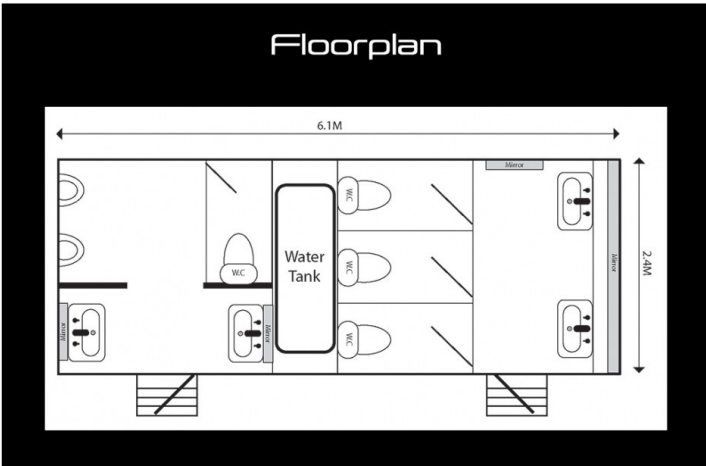 Floorplan
6.1M
Mirror
W.C
Water
Tank
W.C
W.C
W.C
2.4M
Mirror
Mirror
Mirror